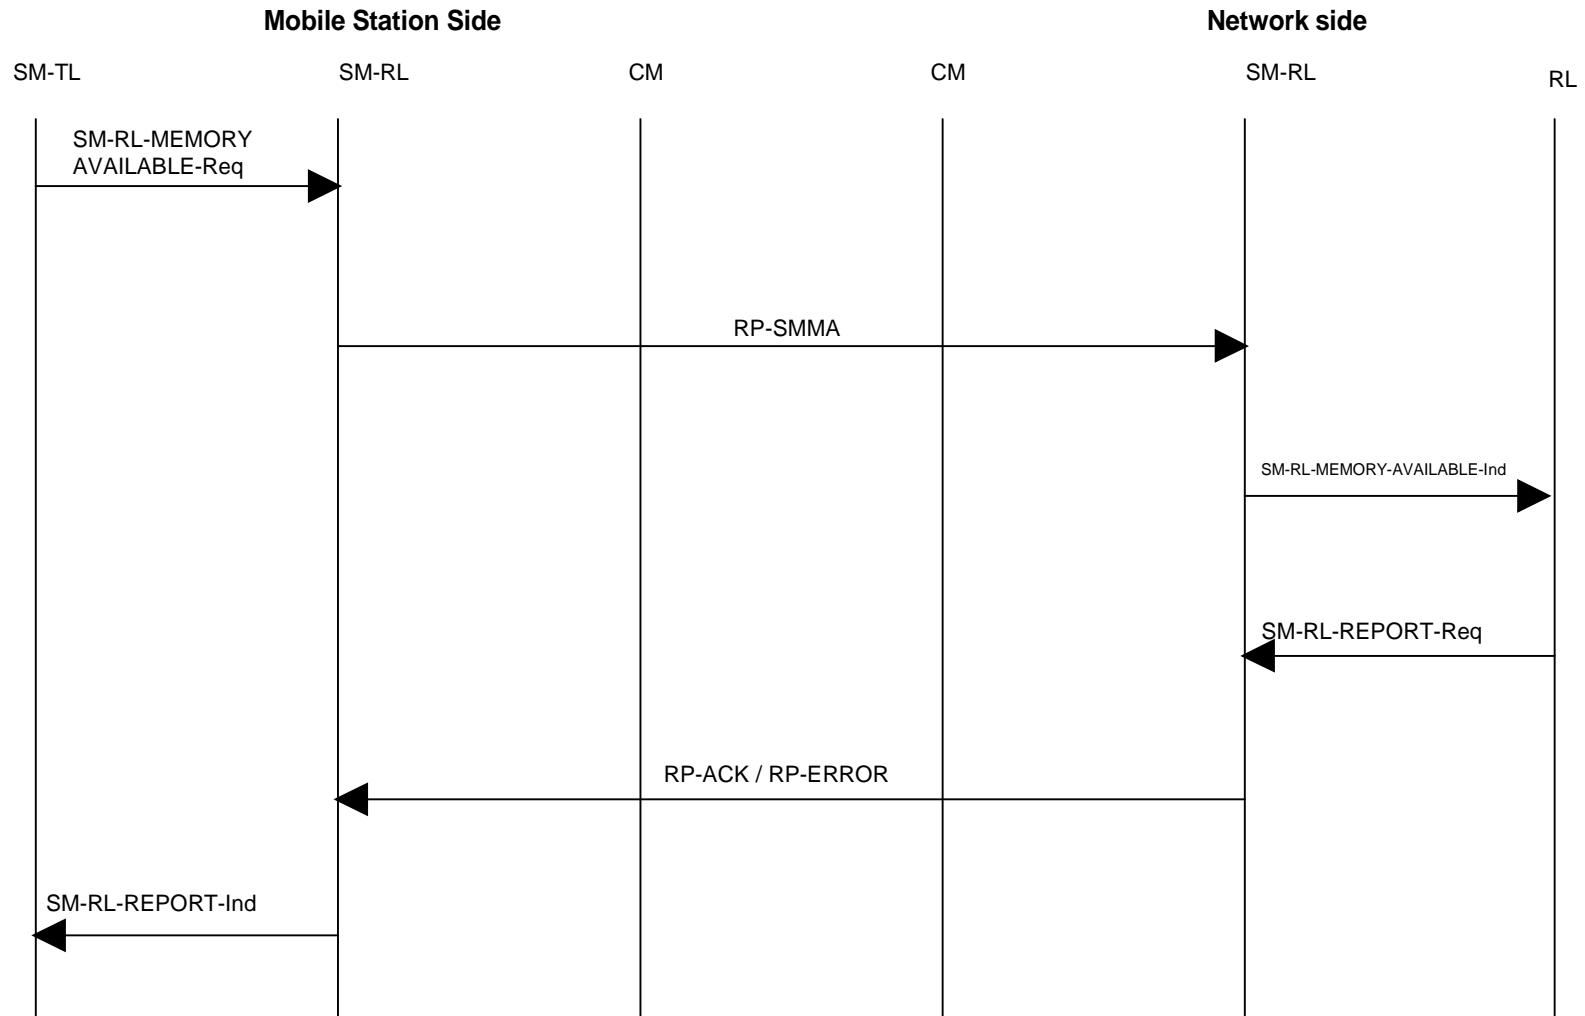 Mobile Station Side
Network side
SM-TL
SM-RL
CM
CM
SM-RL
RL
SM-RL-MEMORY
AVAILABLE-Req
RP-SMMA
SM-RL-MEMORY-AVAILABLE-Ind
SM-RL-REPORT-Req
RP-ACK / RP-ERROR
SM-RL-REPORT-Ind